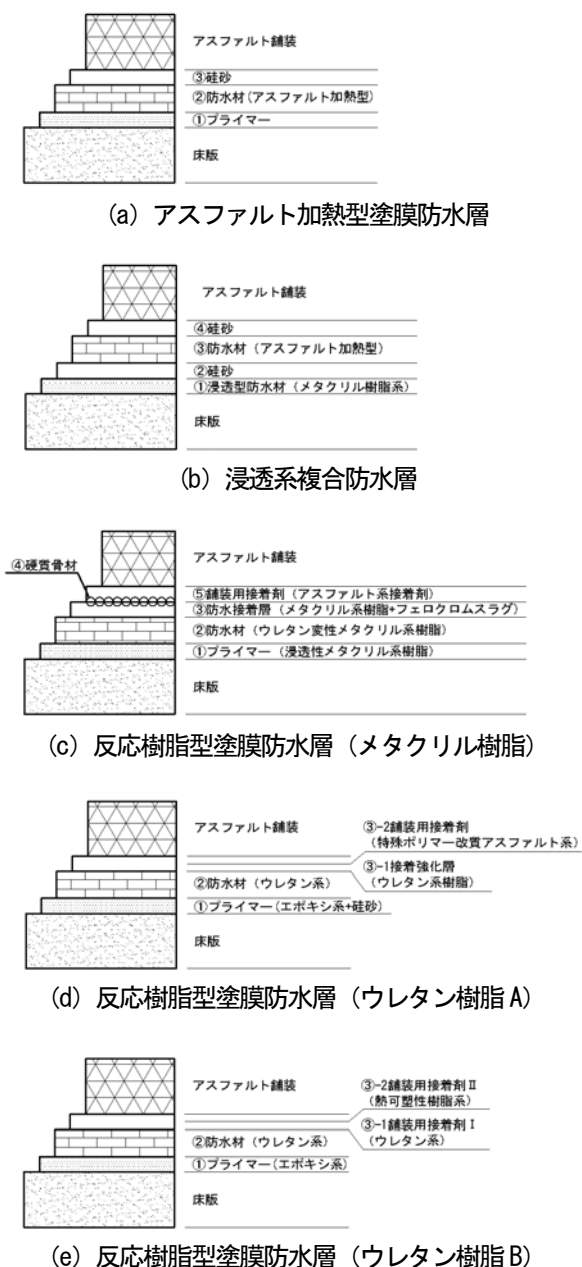 アスファルト舗装
③硅砂
②防水材(アスファルト加熱型)
①プライマー
床版
(a) アスファルト加熱型塗膜防水層
アスファルト舗装
④硅砂
③防水材（アスファルト加熱型）
②硅砂
①浸透型防水材（メタクリル樹脂系）
床版
(b) 浸透系複合防水層
④硬質骨材
アスファルト舗装
⑤舗装用接着剤（アスファルト系接着剤）
③防水接着層（メタクリル系樹脂+フェロクロムスラグ）
②防水材（ウレタン変性メタクリル系樹脂）
①プライマー（浸透性メタクリル系樹脂）
床版
(c) 反応樹脂型塗膜防水層（メタクリル樹脂）
アスファルト舗装
③-2舗装用接着剤
（特殊ポリマー改質アスファルト系）
③-1接着強化層
（ウレタン系樹脂）
②防水材（ウレタン系）
①プライマー(エポキシ系+硅砂)
床版
(d) 反応樹脂型塗膜防水層（ウレタン樹脂A）
アスファルト舗装
③-2舗装用接着剤Ⅱ
（熱可塑性樹脂系）
③-1舗装用接着剤Ⅰ
（ウレタン系）
②防水材（ウレタン系）
①プライマー(エポキシ系)
床版
(e) 反応樹脂型塗膜防水層（ウレタン樹脂B）